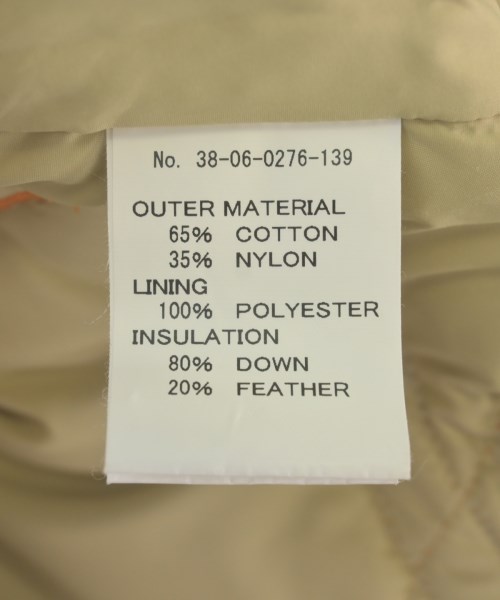 No. 38-06-0276-139
OUTER MATERIAL
65% COTTON
35% NYLON
LINING
100% POLYESTER
INSULATION
80% DOWN
20% FEATHER